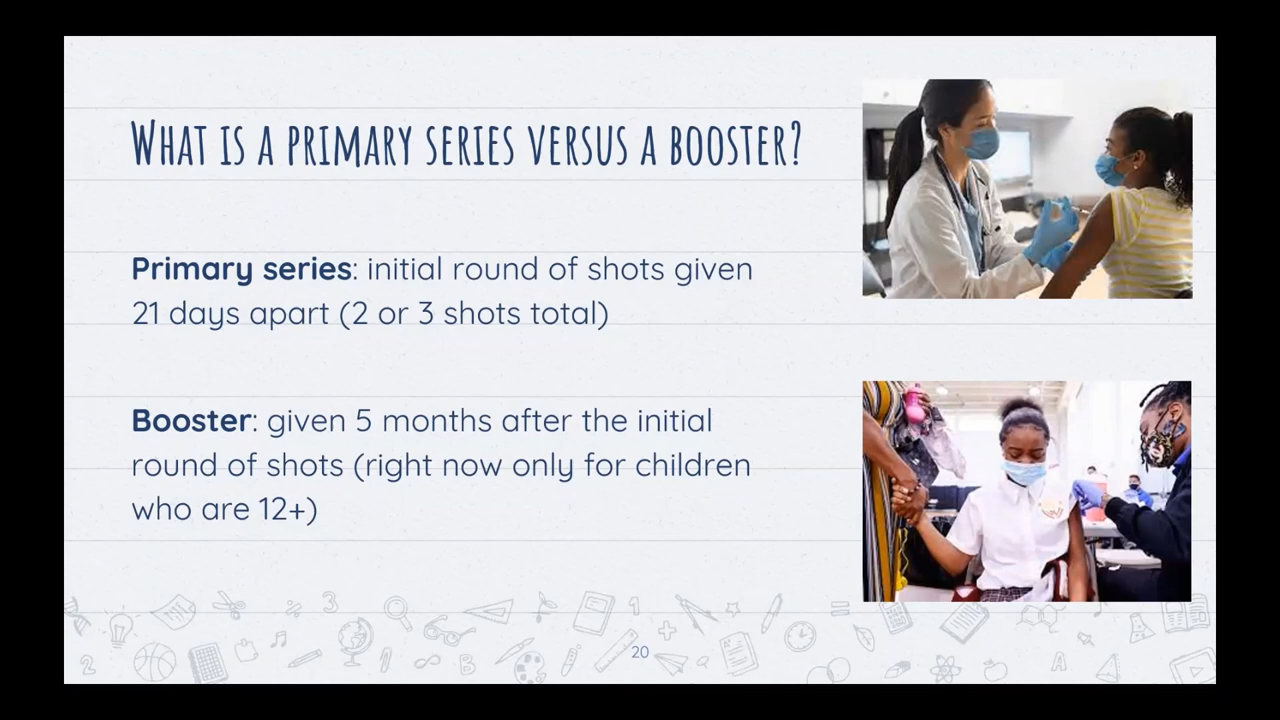 What is a primary series versus a booster?
Primary series: initial round of shots given
21 days apart (2 or 3 shots total)
Booster: given 5 months after the initial
round of shots (right now only for children
who are 12+)
20